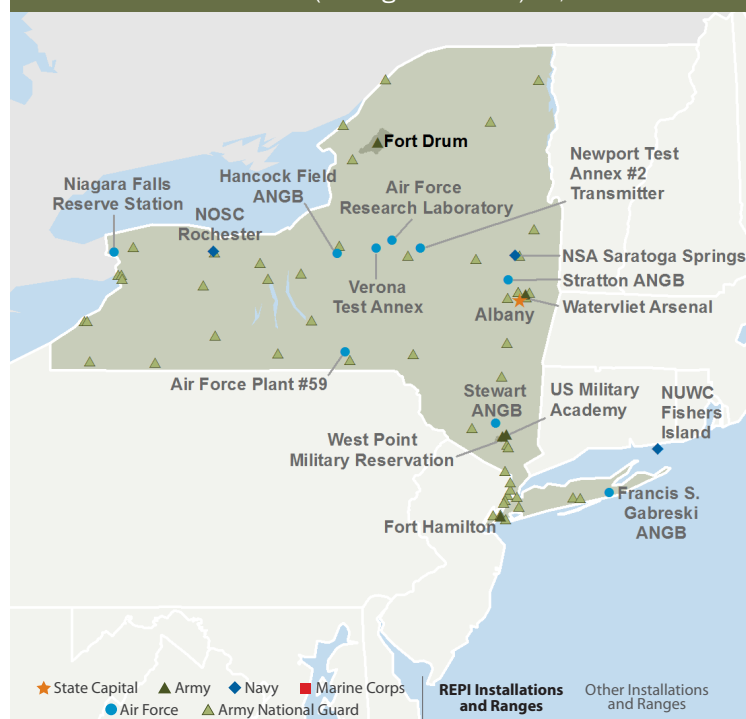 Fort Drum
Newport Test
Annex #2
Transmitter
Hancock Field
ANGB
Air Force
Research Laboratory
Niagara Falls
Reserve Station
NOSC
Rochester
NSA Saratoga Springs
Stratton ANGB
Verona
Test Annex
Albany
Watervliet Arsenal
Air Force Plant #59
Stewart
ANGB
US Military
Academy
NUWC
Fishers
Island
West Point
Military Reservation
Francis S.
Gabreski
ANGB
Fort Hamilton
State Capital
Army
Navy
Marine Corps
Air Force
Army National Guard
REPI Installations
and Ranges
Other Installations
and Ranges